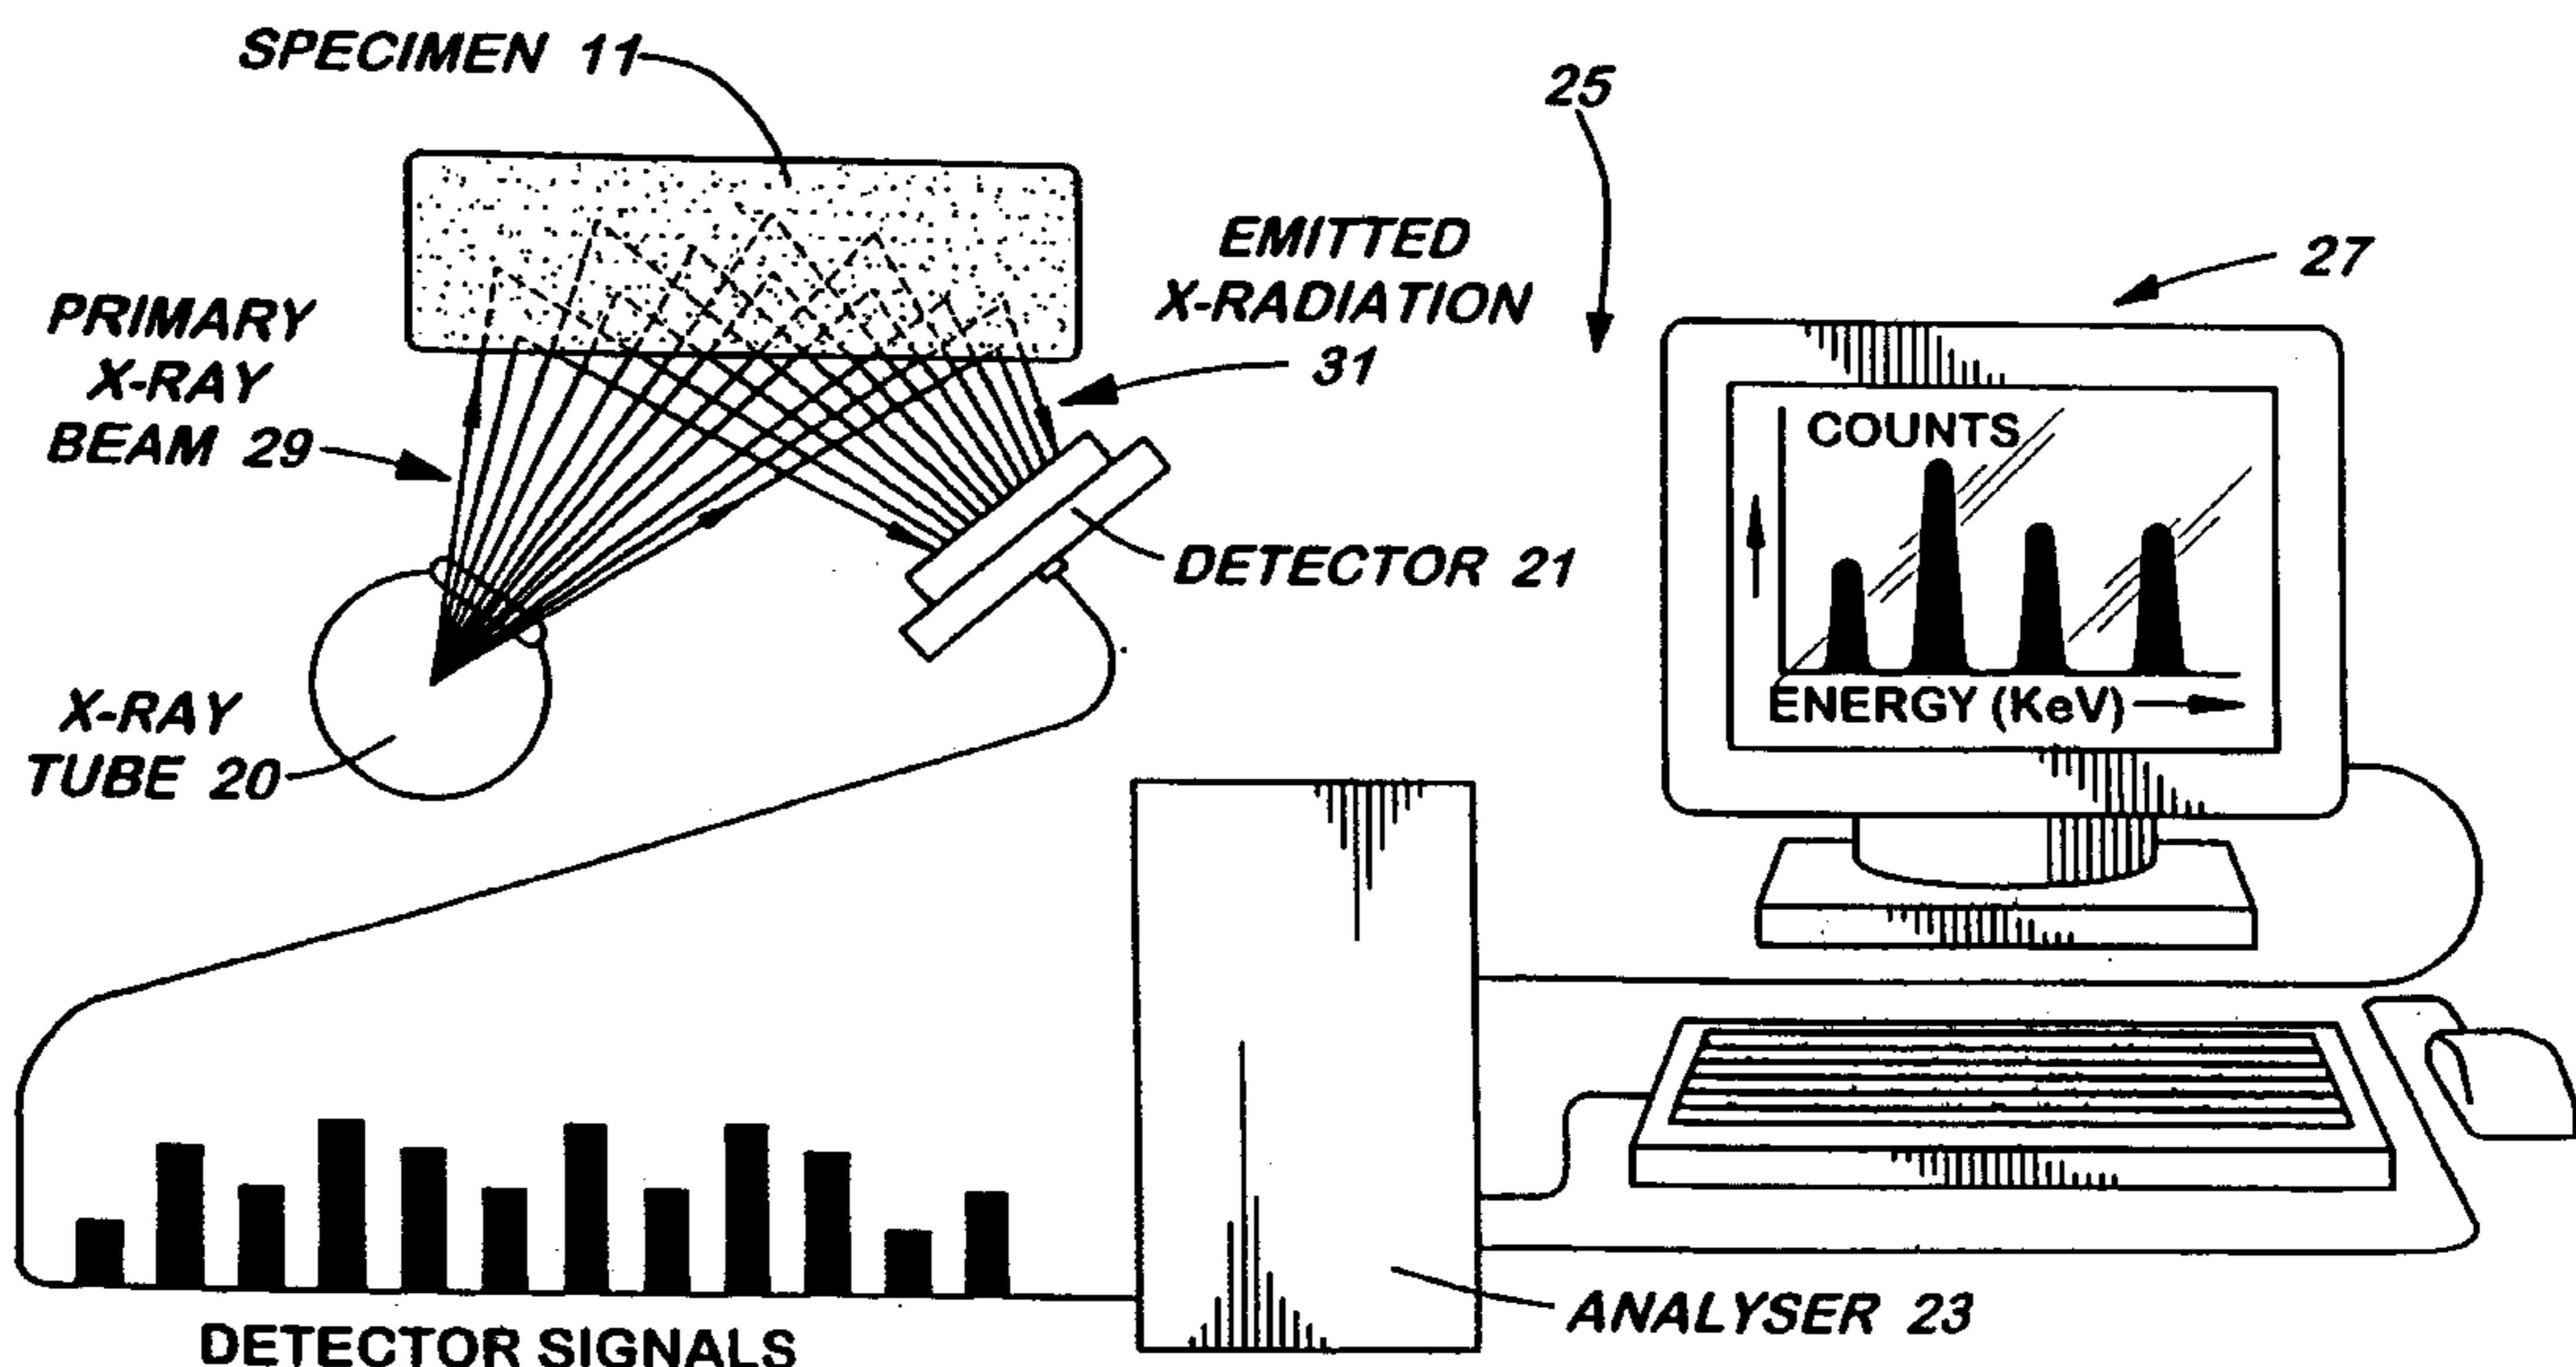 SPECIMEN 11
25
EMITTED
X-RADIATION
31
27
PRIMARY
X-RAY
BEAM 29
COUNTS
DETECTOR 21
ENERGY (KeV)
X-RAY
TUBE 20
ANALYSER 23
DETECTOR SIGNALS